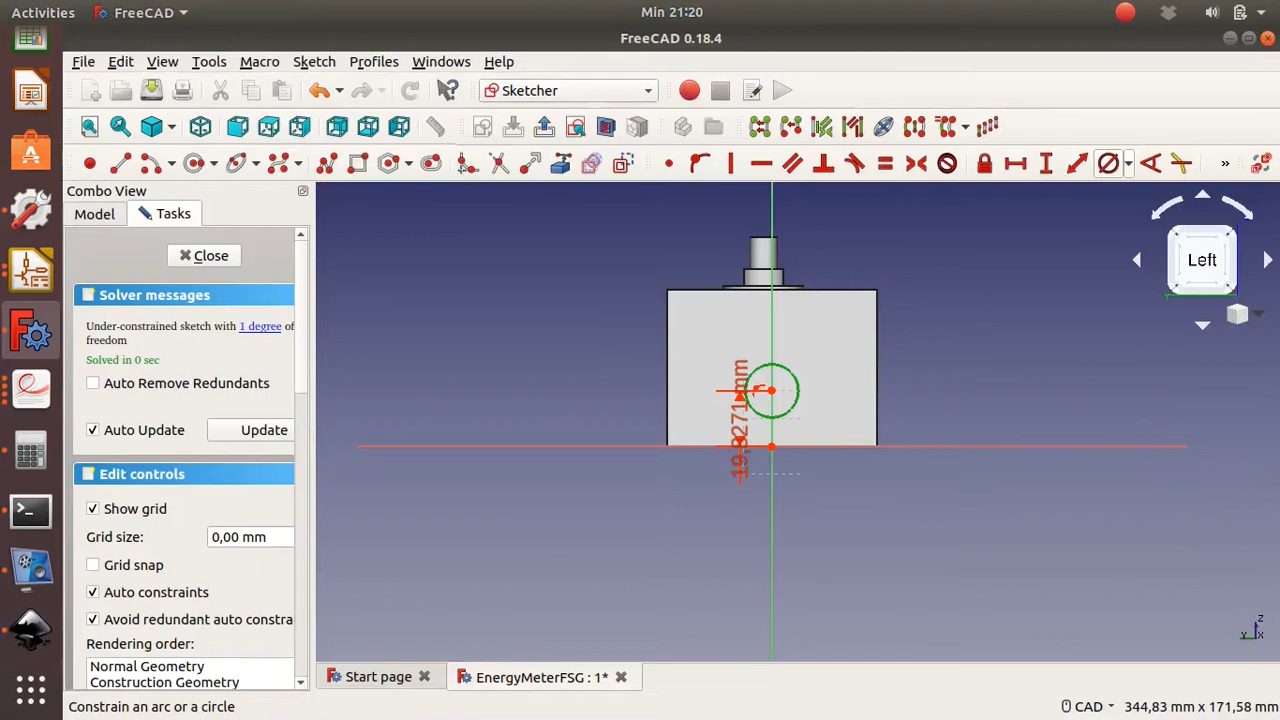 Activities
FreeCAD
Min 21:20
FreeCAD 0.18.4
File Edit View Tools Macro Sketch Profiles Windows Help
Sketcher
Combo View
Model
Tasks
Close
Solver messages
Under-constrained sketch with 1 degree of
freedom
Solved in 0 sec
Auto Remove Redundants
Auto Update
Update
Edit controls
Show grid
Grid size: 0,00 mm
Grid snap
Auto constraints
Avoid redundant auto constra
Rendering order:
Normal Geometry
Construction Geometry
Left
z
y x
Start page
EnergyMeterFSG : 1*
Constrain an arc or a circle
CAD
344,83 mm x 171,58 mm